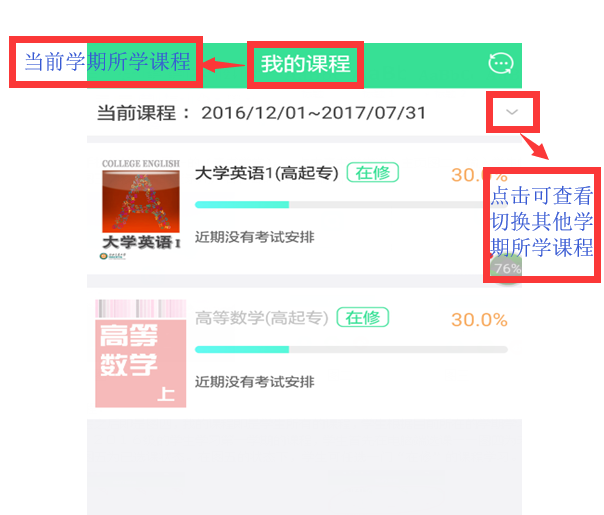 当前学期所学课程
我的课程
当前课程： 2016/12/01~2017/07/31
COLLEGE ENGLISH
A
大学英语 I
大学英语1(高起专) 在修 30.0%
近期没有考试安排
点击可查看
切换其他学
期所学课程
76%
高等
数学
上
高等数学(高起专) 在修 30.0%
近期没有考试安排